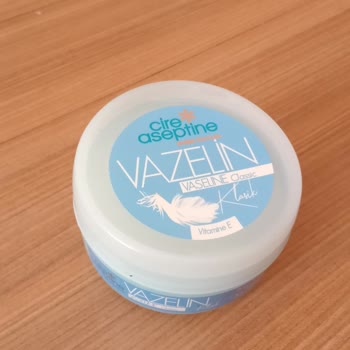 cire
aseptine
VAZELİN
VASELINE Classic
Klasik
Vitamine E
VAZELİN